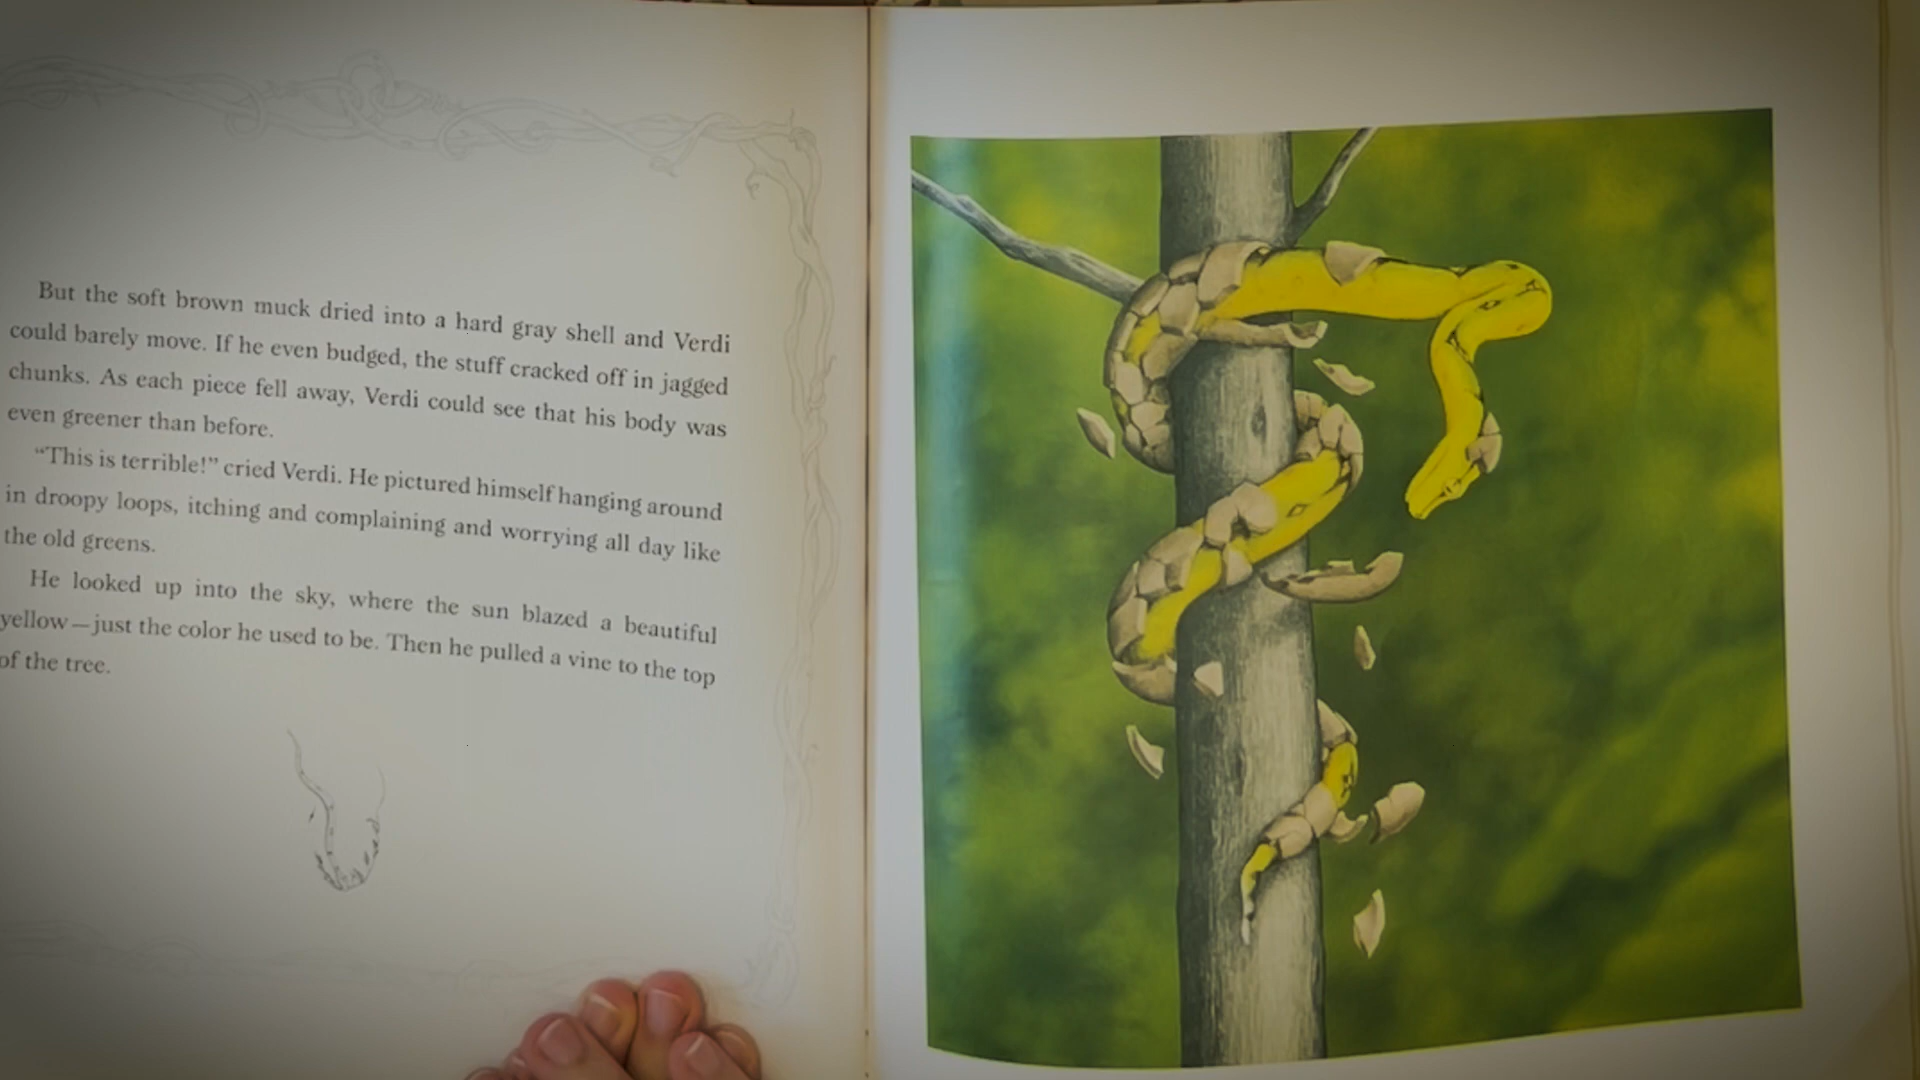 But the soft brown muck dried into a hard gray shell and Verdi
could barely move. If he even budged, the stuff cracked off in jagged
chunks. As each piece fell away, Verdi could see that his body was
even greener than before.
“This is terrible!” cried Verdi. He pictured himself hanging around
in droopy loops, itching and complaining and worrying all day like
the old greens.
He looked up into the sky, where the sun blazed a beautiful
yellow—just the color he used to be. Then he pulled a vine to the top
of the tree.